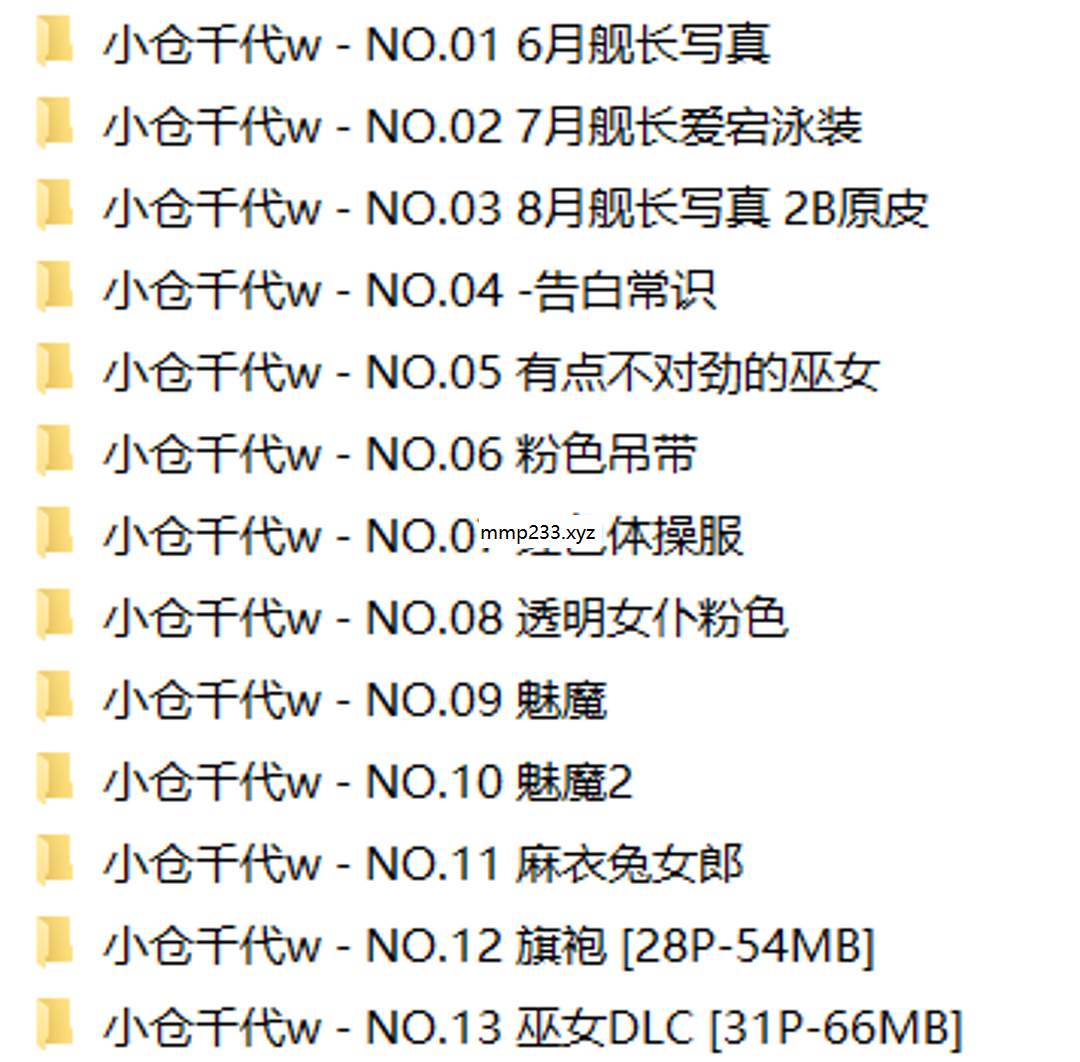 小仓千代w - NO.01 6月舰长写真
小仓千代w - NO.02 7月舰长爱宕泳装
小仓千代w - NO.03 8月舰长写真 2B原皮
小仓千代w - NO.04 -告白常识
小仓千代w - NO.05 有点不对劲的巫女
小仓千代w - NO.06 粉色吊带
小仓千代w - NO.0 体操服
mmp233.xyz
小仓千代w - NO.08 透明女仆粉色
小仓千代w - NO.09 魅魔
小仓千代w - NO.10 魅魔2
小仓千代w - NO.11 麻衣兔女郎
小仓千代w - NO.12 旗袍 [28P-54MB]
小仓千代w - NO.13 巫女DLC [31P-66MB]